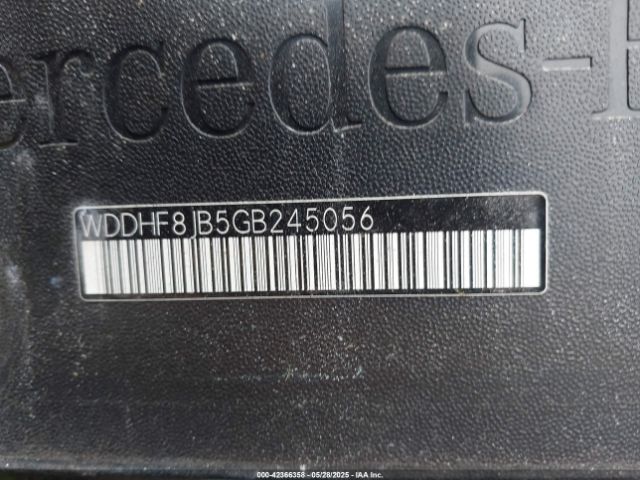 ercedes-
WDDHF8JB5GB245056
000-42366358 - 05/28/2025 - IAA Inc.